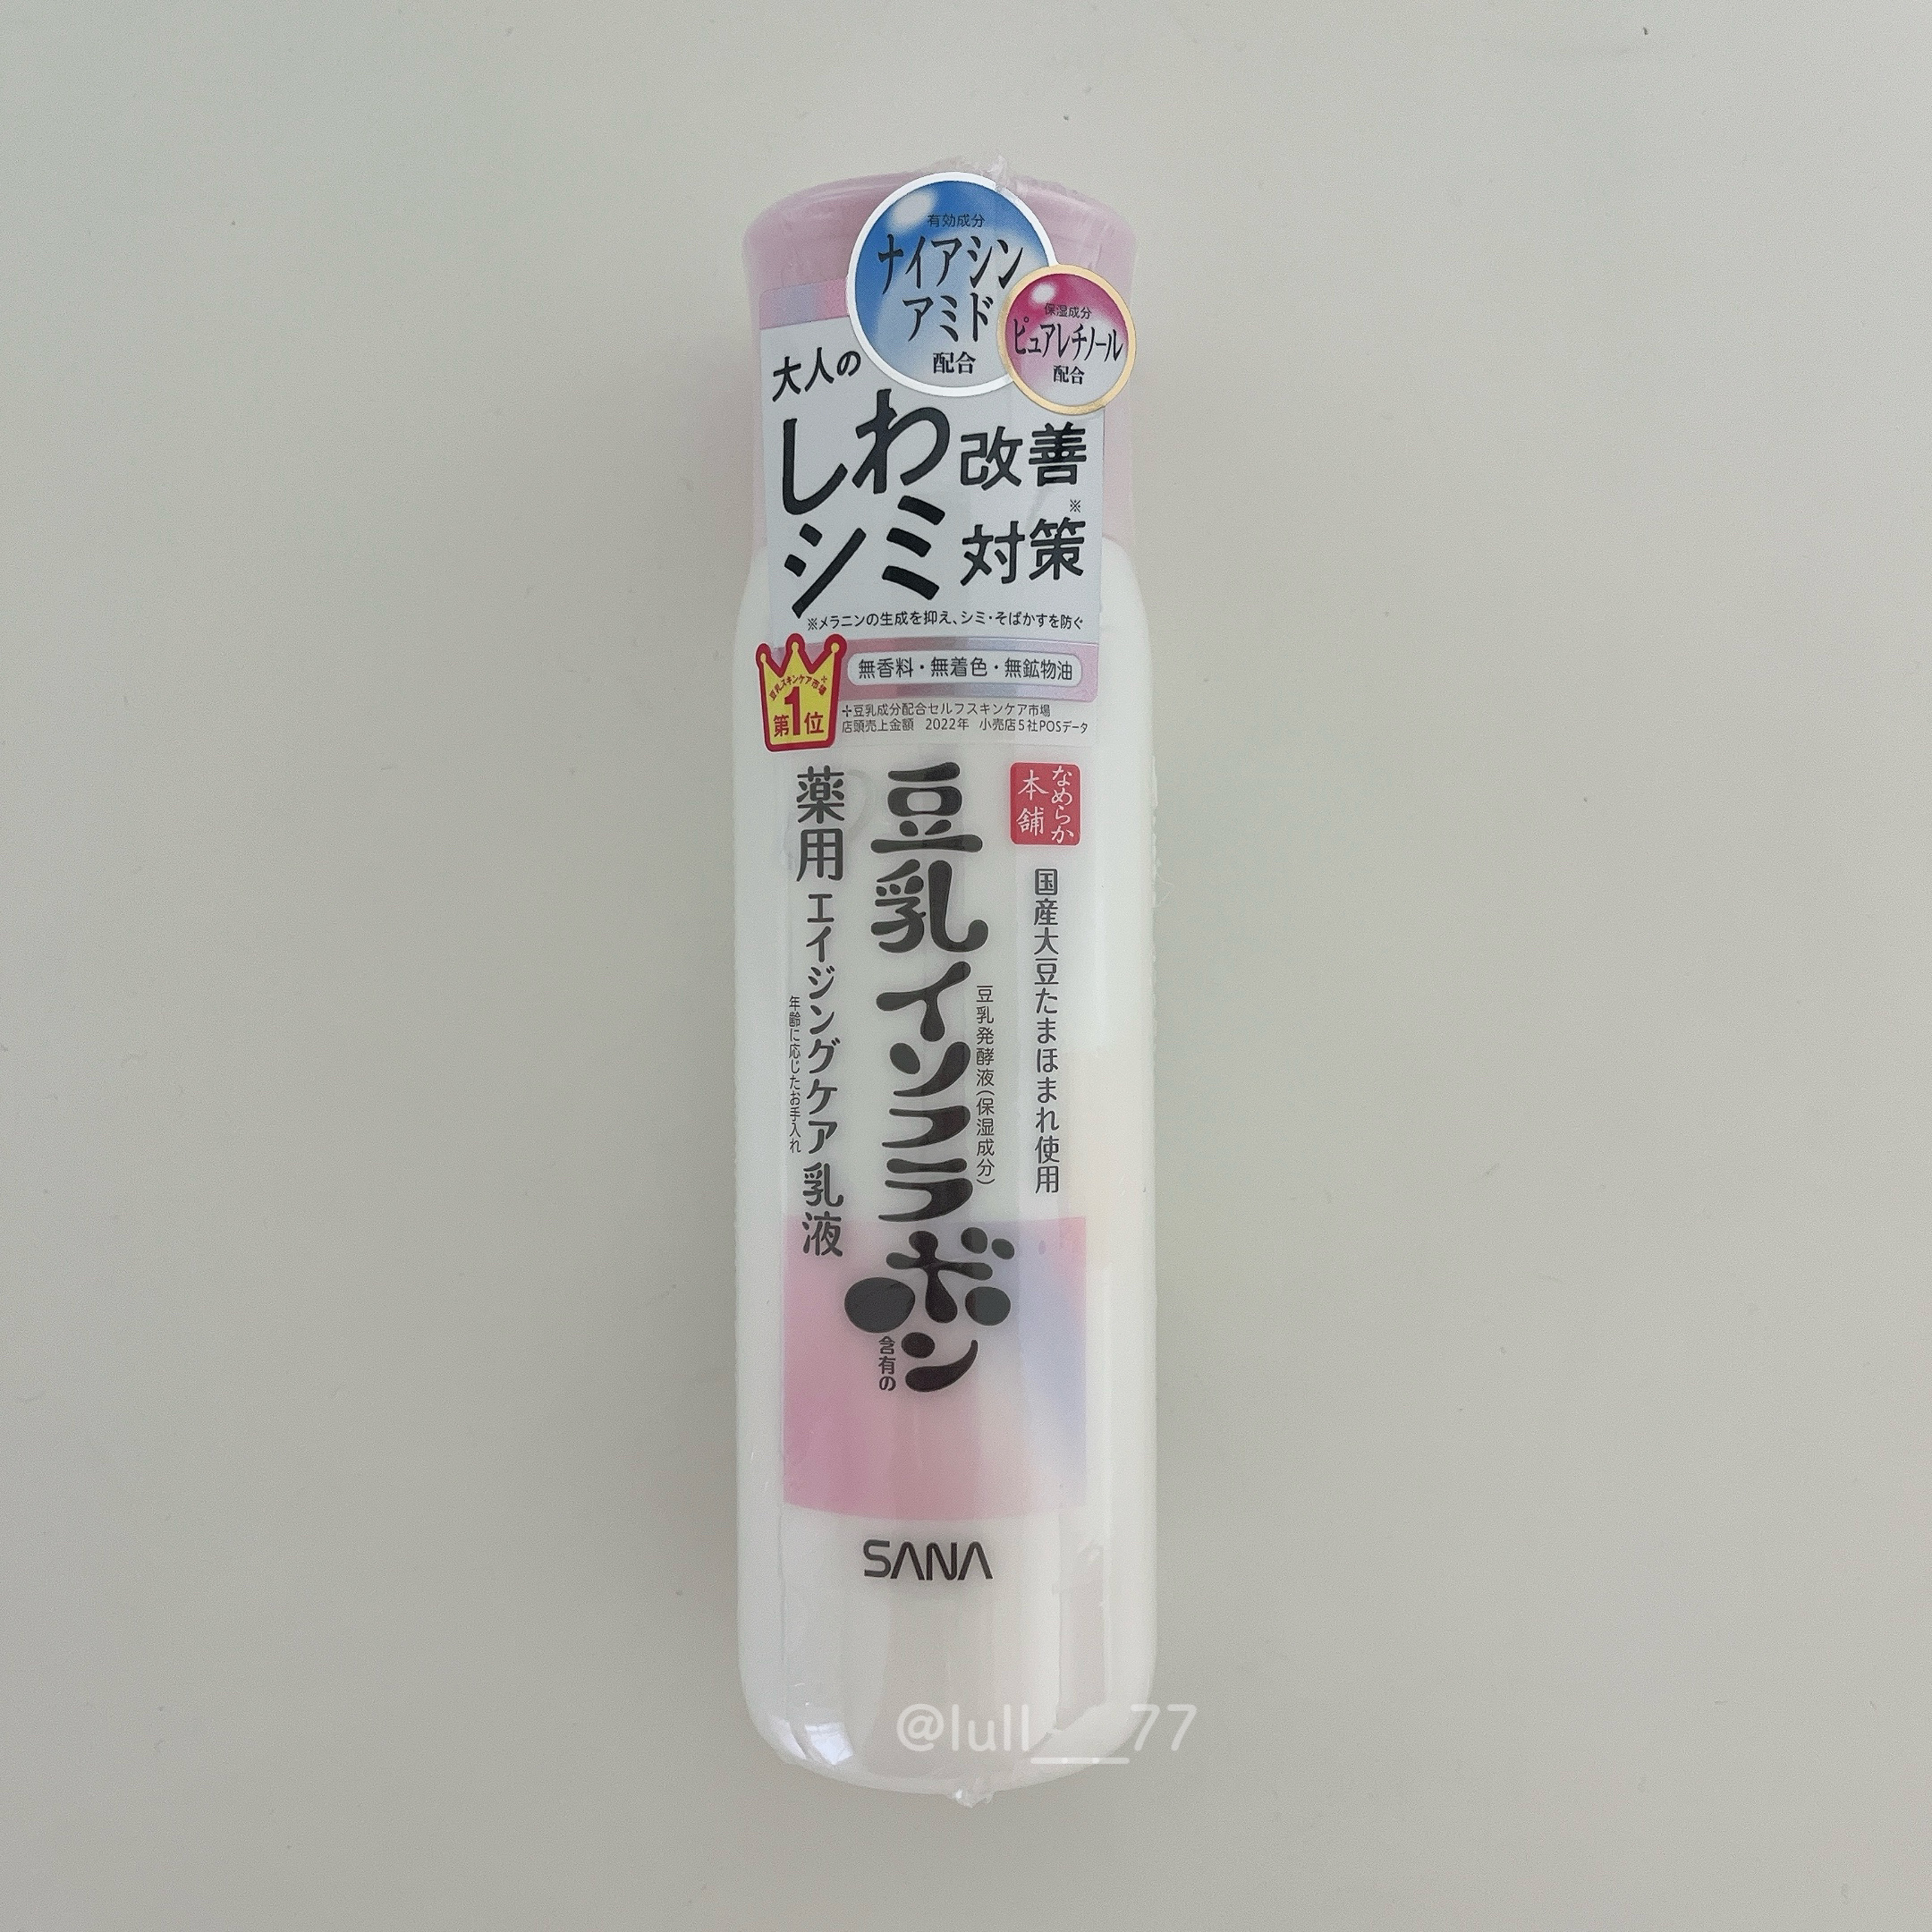 有効成分
ナイアシン
アミド
配合
保湿成分
ピュアレチノール
配合
大人の
しわ改善
シミ対策※
※メラニンの生成を抑え、シミ・そばかすを防ぐ
無香料・無着色・無鉱物油
豆乳スキンケア市場※
第1位
✢豆乳成分配合セルフスキンケア市場
店頭売上金額 2022年 小売店5社POSデータ
なめらか
本舗
国産大豆たまほまれ使用
豆乳発酵液(保湿成分)
豆乳イソフラボン
含有の
薬用エイジングケア乳液
年齢に応じたお手入れ
SANA
@lull___77